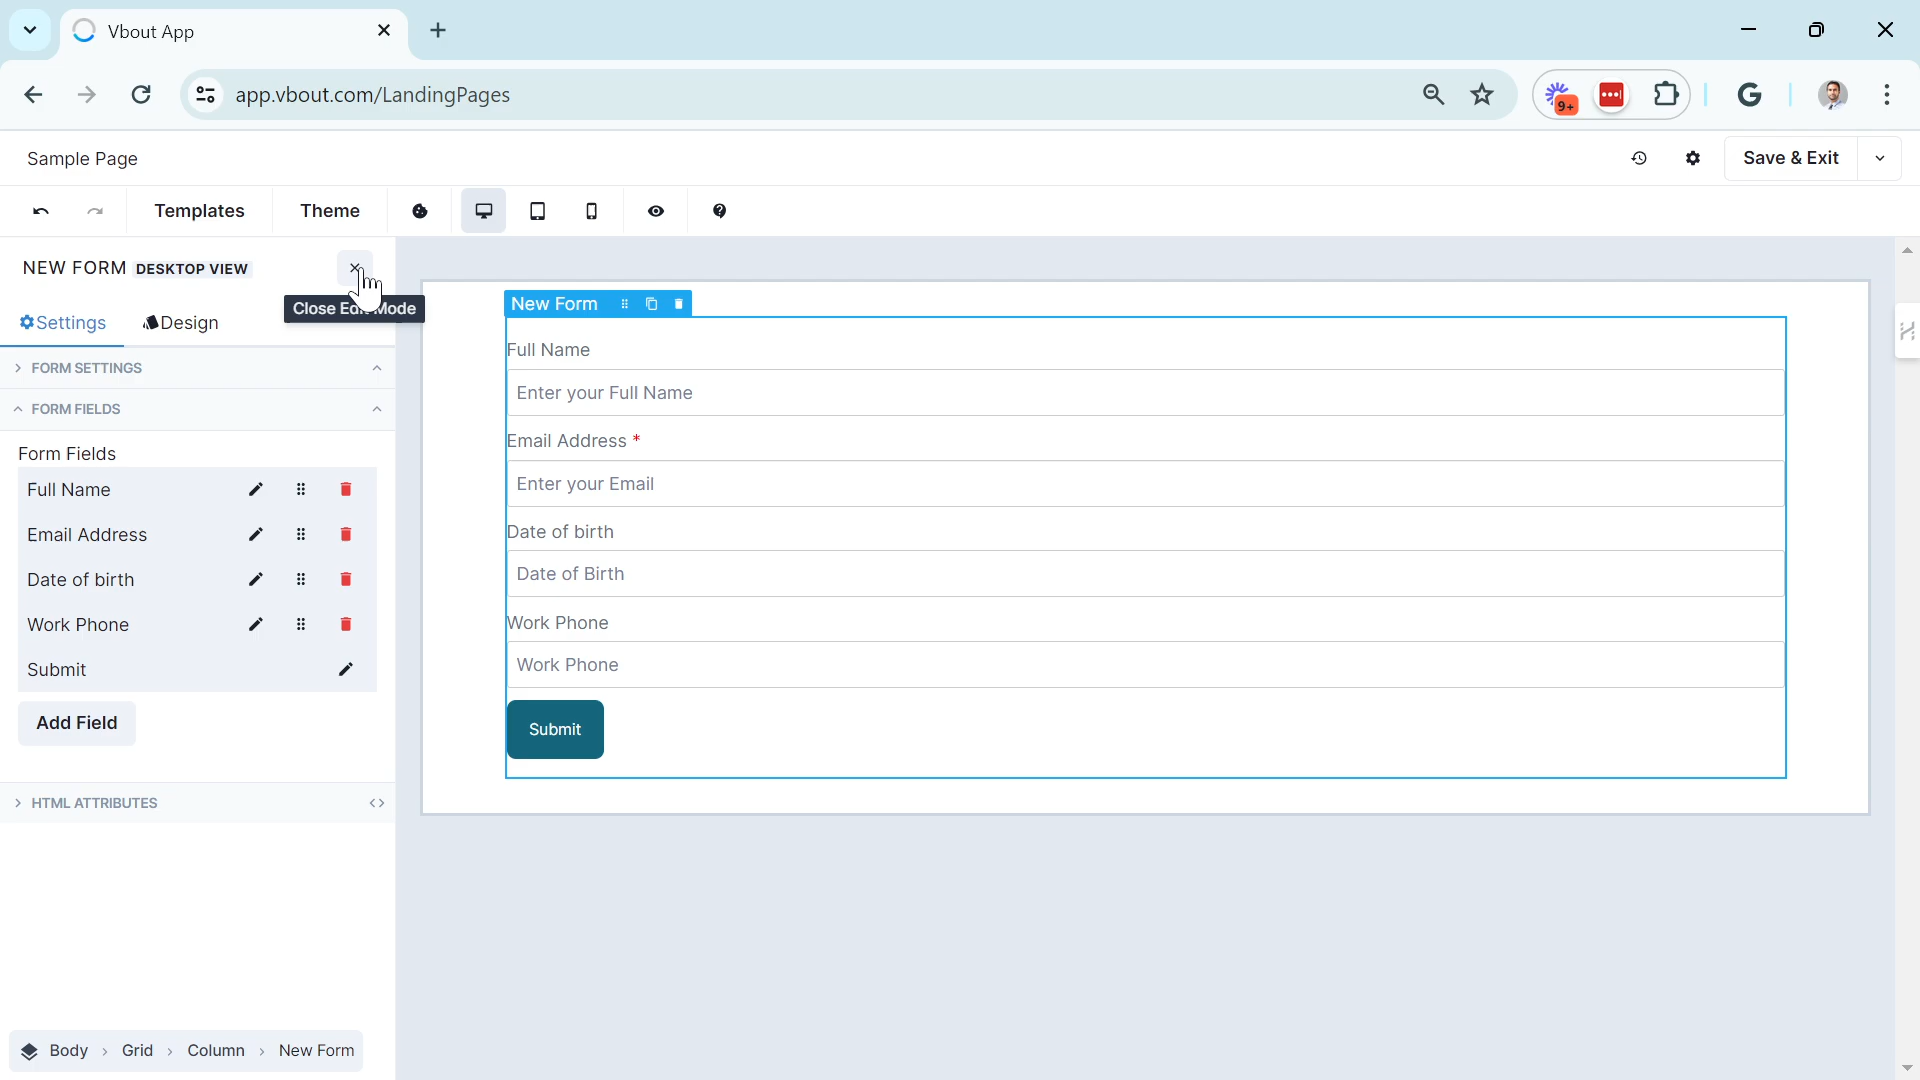 Vbout App
app.vbout.com/LandingPages
9+
Sample Page
Save & Exit
Templates
Theme
NEW FORM DESKTOP VIEW
Close Edit Mode
Settings
Design
FORM SETTINGS
FORM FIELDS
Form Fields
Full Name
Email Address
Date of birth
Work Phone
Submit
Add Field
HTML ATTRIBUTES
Body > Grid > Column > New Form
New Form
Full Name
Enter your Full Name
Email Address *
Enter your Email
Date of birth
Date of Birth
Work Phone
Work Phone
Submit